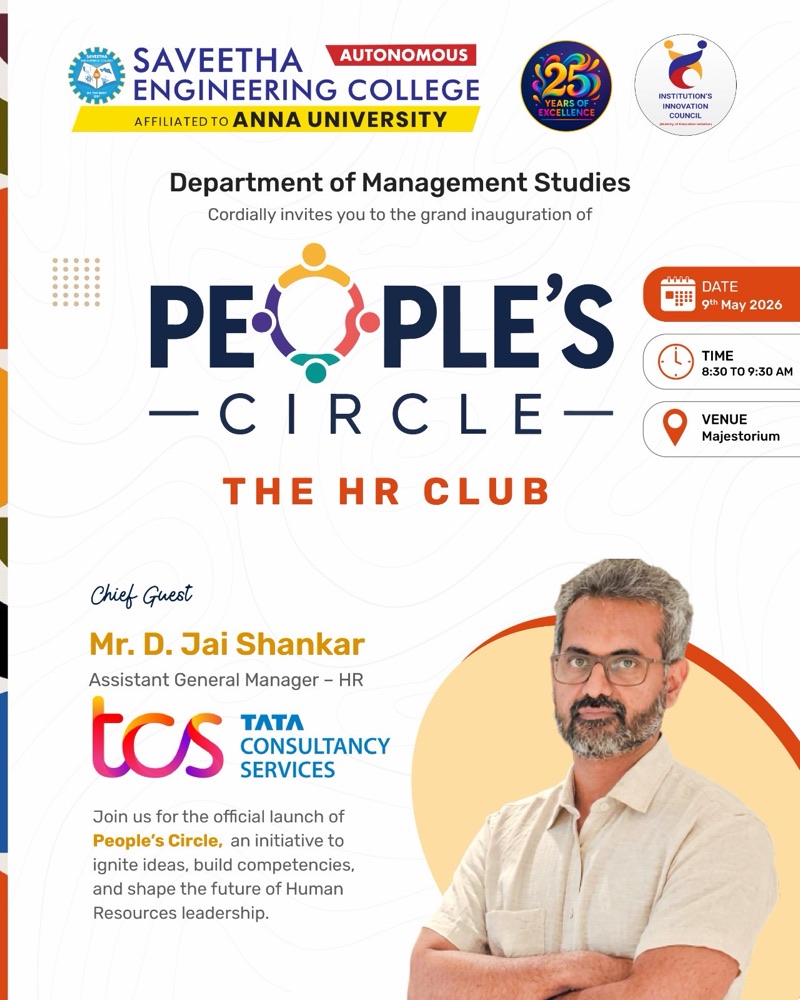 SAVEETHA
AUTONOMOUS
ENGINEERING COLLEGE
AFFILIATED TO ANNA UNIVERSITY
25
YEARS OF
EXCELLENCE
INSTITUTION'S
INNOVATION
COUNCIL
Department of Management Studies
Cordially invites you to the grand inauguration of
PEOPLE'S
CIRCLE
THE HR CLUB
DATE
9th May 2026
TIME
8:30 TO 9:30 AM
VENUE
Majestorium
Chief Guest
Mr. D. Jai Shankar
Assistant General Manager – HR
tcs
TATA
CONSULTANCY
SERVICES
Join us for the official launch of
People's Circle, an initiative to
ignite ideas, build competencies,
and shape the future of Human
Resources leadership.